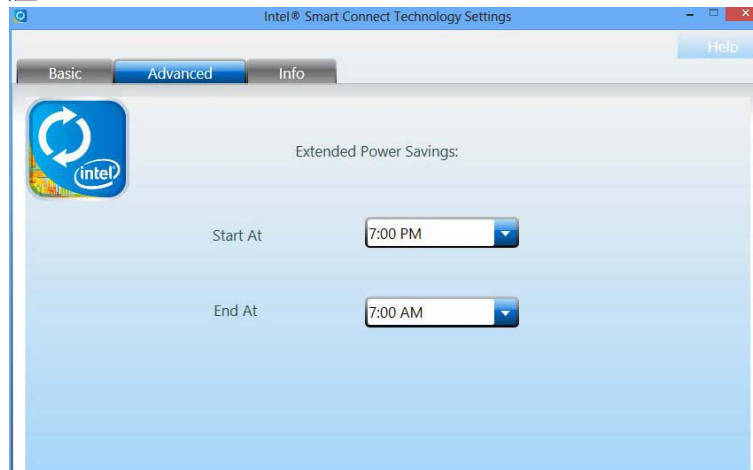 Intel® Smart Connect Technology Settings
Help
Basic Advanced Info
intel
Extended Power Savings:
Start At 7:00 PM
End At 7:00 AM